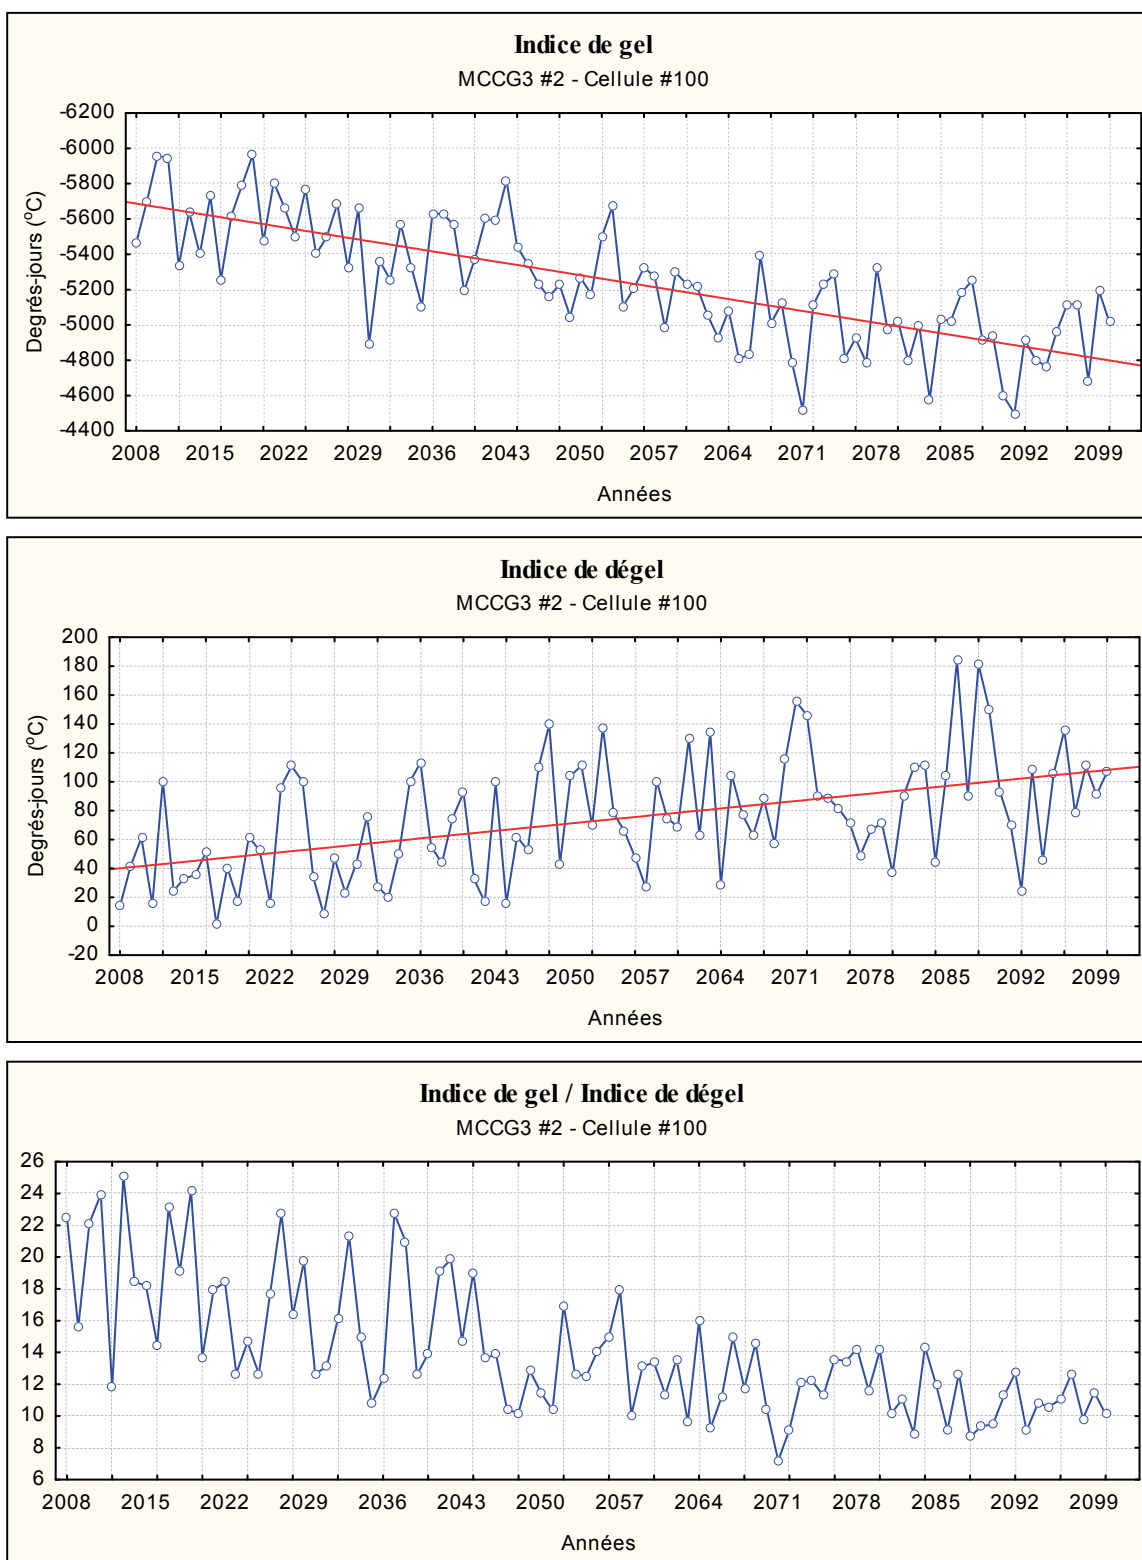 Indice de gel
MCCG3 #2 - Cellule #100
-6200
-6000
-5800
-5600
-5400
-5200
-5000
-4800
-4600
-4400
Degrés-jours (°C)
2008 2015 2022 2029 2036 2043 2050 2057 2064 2071 2078 2085 2092 2099
Années
Indice de dégel
MCCG3 #2 - Cellule #100
200
180
160
140
120
100
80
60
40
20
0
-20
Degrés-jours (°C)
2008 2015 2022 2029 2036 2043 2050 2057 2064 2071 2078 2085 2092 2099
Années
Indice de gel / Indice de dégel
MCCG3 #2 - Cellule #100
26
24
22
20
18
16
14
12
10
8
6
2008 2015 2022 2029 2036 2043 2050 2057 2064 2071 2078 2085 2092 2099
Années